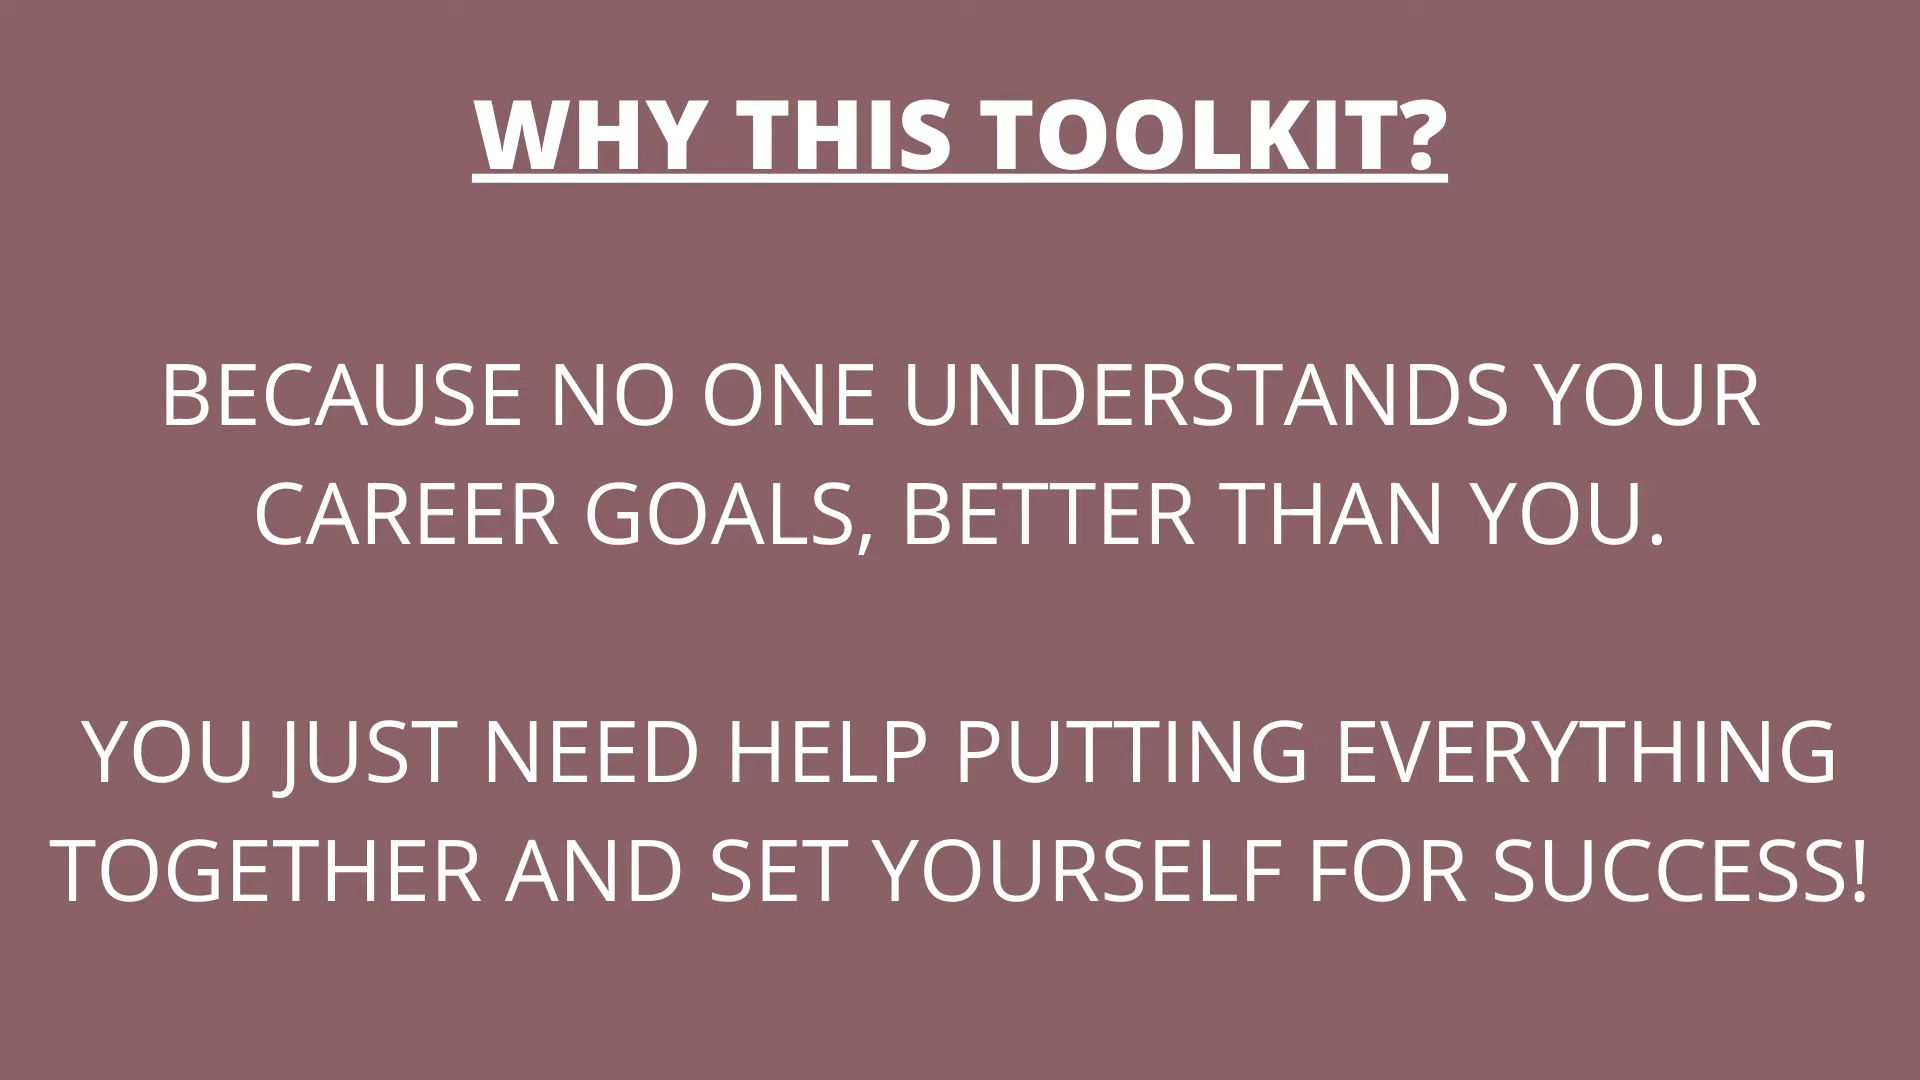 WHY THIS TOOLKIT?
BECAUSE NO ONE UNDERSTANDS YOUR
CAREER GOALS, BETTER THAN YOU.
YOU JUST NEED HELP PUTTING EVERYTHING
TOGETHER AND SET YOURSELF FOR SUCCESS!